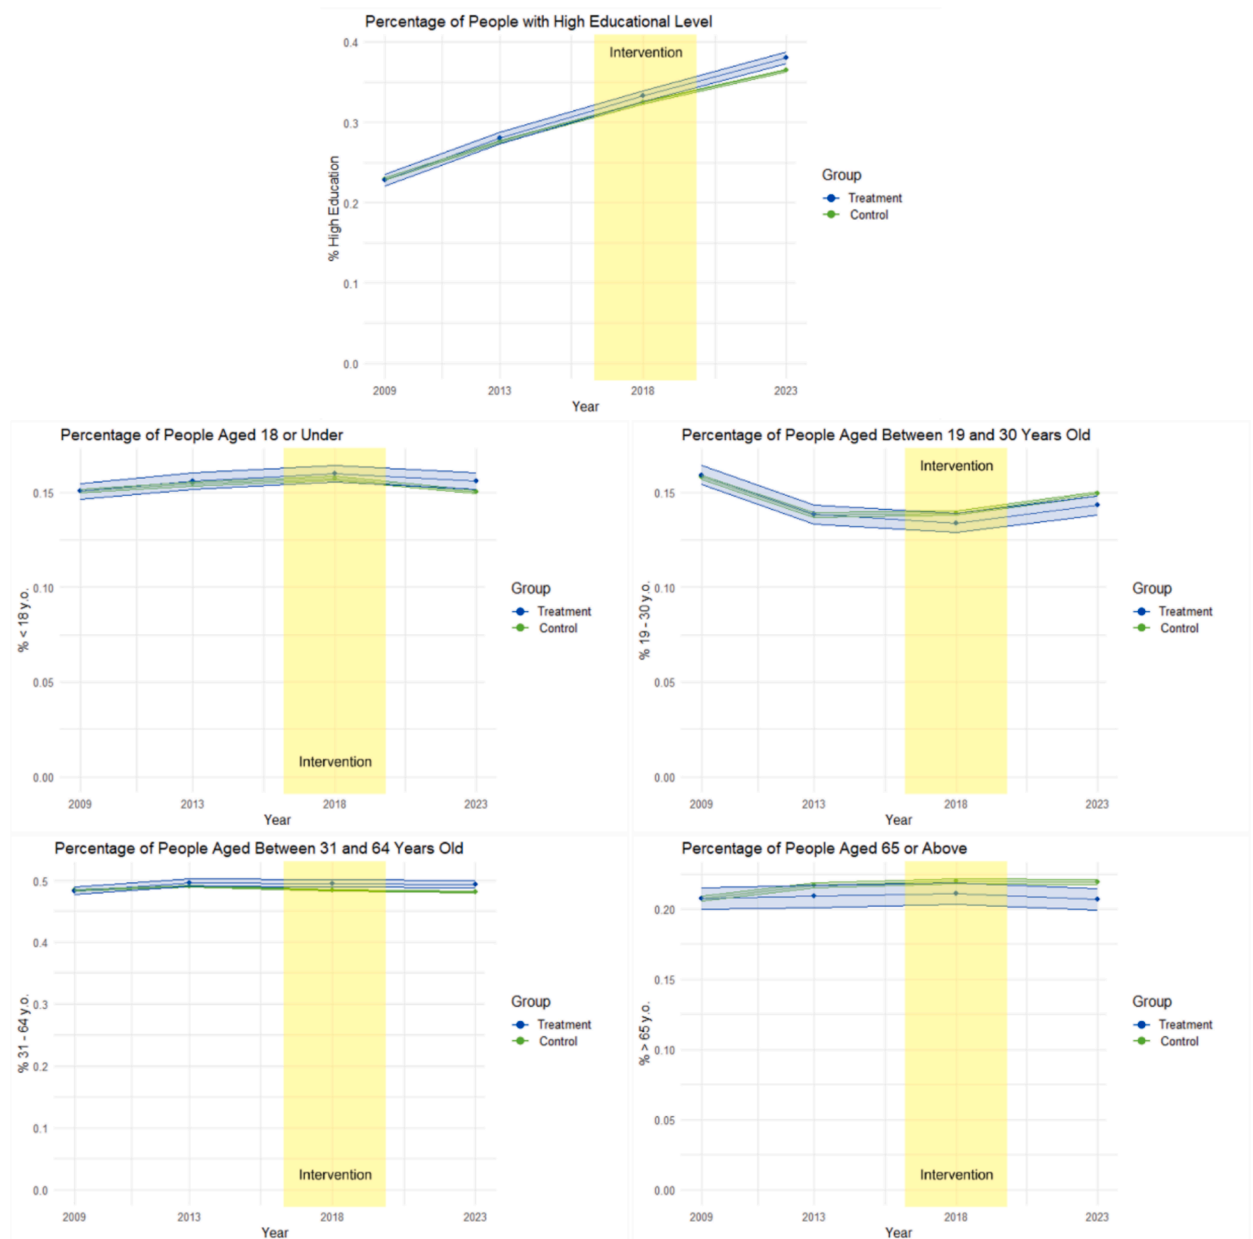 Percentage of People with High Educational Level
0.4
Intervention
0.3
0.2
0.1
0.0
% High Education
2009 2013 2018 2023
Year
Group
Treatment
Control
Percentage of People Aged 18 or Under
0.15
0.10
0.05
0.00
% < 18 y.o.
Intervention
2009 2013 2018 2023
Year
Group
Treatment
Control
Percentage of People Aged Between 19 and 30 Years Old
Intervention
0.15
0.10
0.05
0.00
% 19 - 30 y.o.
2009 2013 2018 2023
Year
Group
Treatment
Control
Percentage of People Aged Between 31 and 64 Years Old
0.5
0.4
0.3
0.2
0.1
0.0
% 31 - 64 y.o.
Intervention
2009 2013 2018 2023
Year
Group
Treatment
Control
Percentage of People Aged 65 or Above
0.20
0.15
0.10
0.05
0.00
% > 65 y.o.
Intervention
2009 2013 2018 2023
Year
Group
Treatment
Control